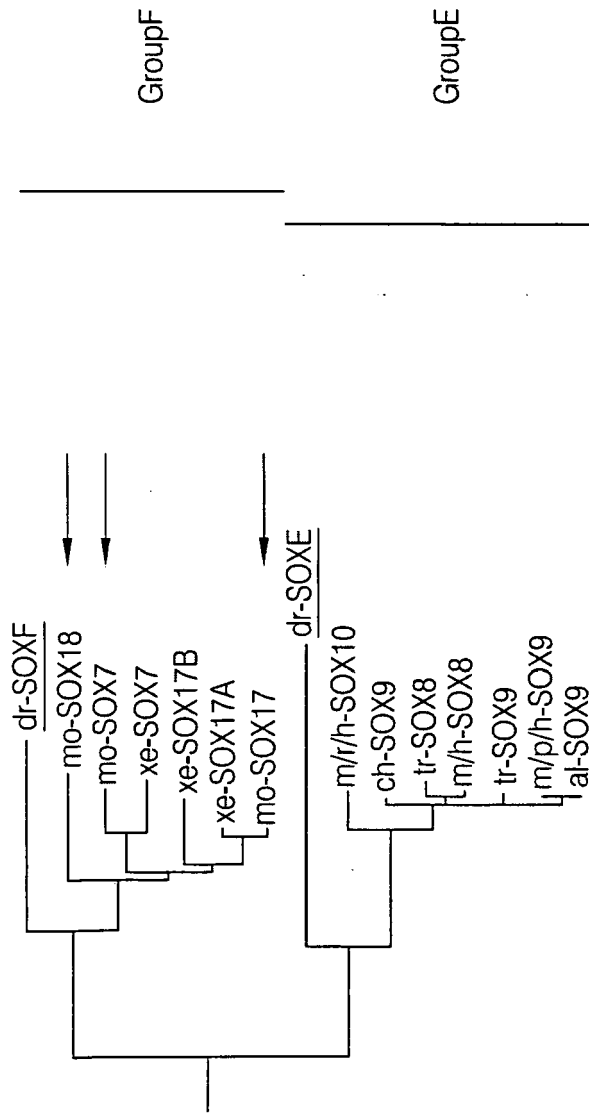 dr-SOXF
mo-SOX18
mo-SOX7
xe-SOX7
xe-SOX17B
xe-SOX17A
mo-SOX17
GroupF
dr-SOXE
m/r/h-SOX10
ch-SOX9
tr-SOX8
m/h-SOX8
tr-SOX9
m/p/h-SOX9
al-SOX9
GroupE